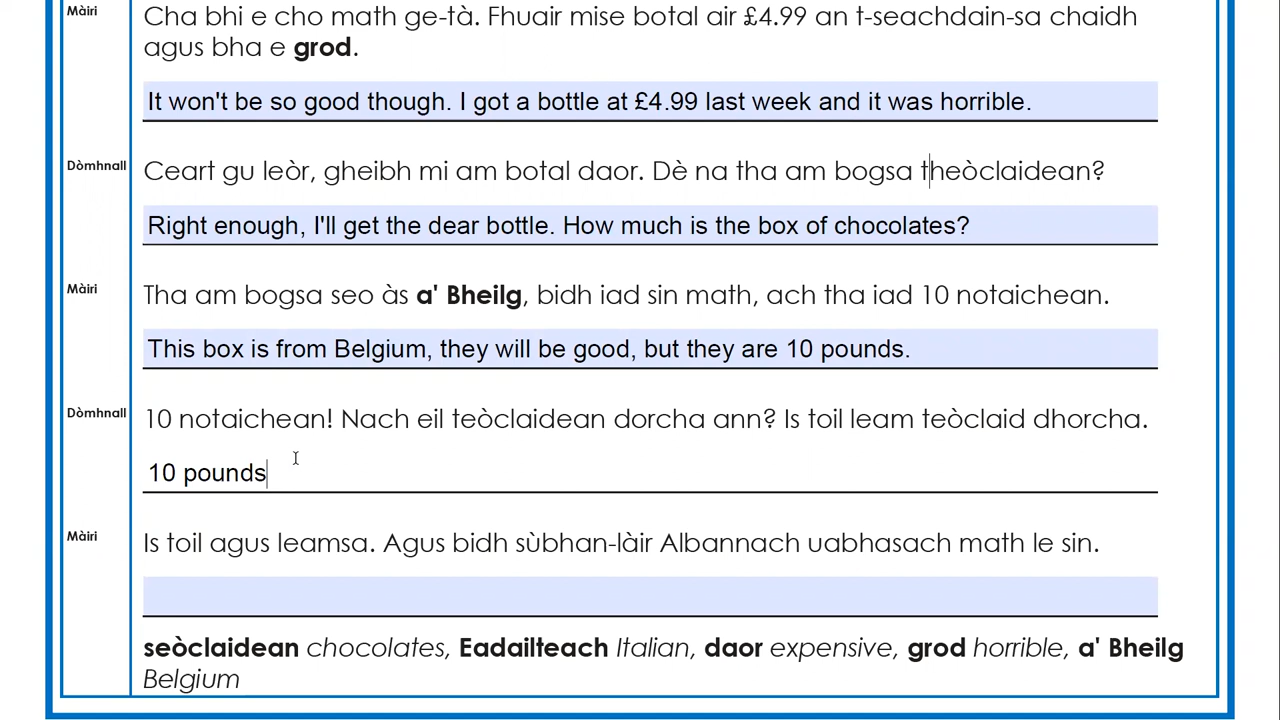 Màiri
Cha bhi e cho math ge-tà. Fhuair mise botal air £4.99 an t-seachdain-sa chaidh
agus bha e grod.
It won't be so good though. I got a bottle at £4.99 last week and it was horrible.
Dòmhnall
Ceart gu leòr, gheibh mi am botal daor. Dè na tha am bogsa theòclaidean?
Right enough, I'll get the dear bottle. How much is the box of chocolates?
Màiri
Tha am bogsa seo às a' Bheilg, bidh iad sin math, ach tha iad 10 notaichean.
This box is from Belgium, they will be good, but they are 10 pounds.
Dòmhnall
10 notaichean! Nach eil teòclaidean dorcha ann? Is toil leam teòclaid dhorcha.
10 pounds
Màiri
Is toil agus leamsa. Agus bidh sùbhan-làir Albannach uabhasach math le sin.
seòclaidean chocolates, Eadailteach Italian, daor expensive, grod horrible, a' Bheilg
Belgium